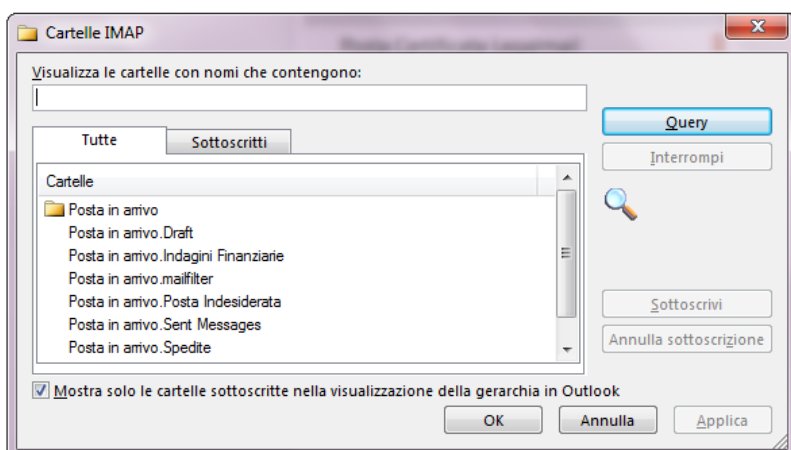 Cartelle IMAP
Visualizza le cartelle con nomi che contengono:
Query
Tutte
Sottoscritti
Interrompi
Cartelle
Posta in arrivo
Posta in arrivo.Draft
Posta in arrivo.Indagini Finanziarie
Posta in arrivo.mailfilter
Posta in arrivo.Posta Indesiderata
Posta in arrivo.Sent Messages
Posta in arrivo.Spedite
Sottoscrivi
Annulla sottoscrizione
Mostra solo le cartelle sottoscritte nella visualizzazione della gerarchia in Outlook
OK
Annulla
Applica